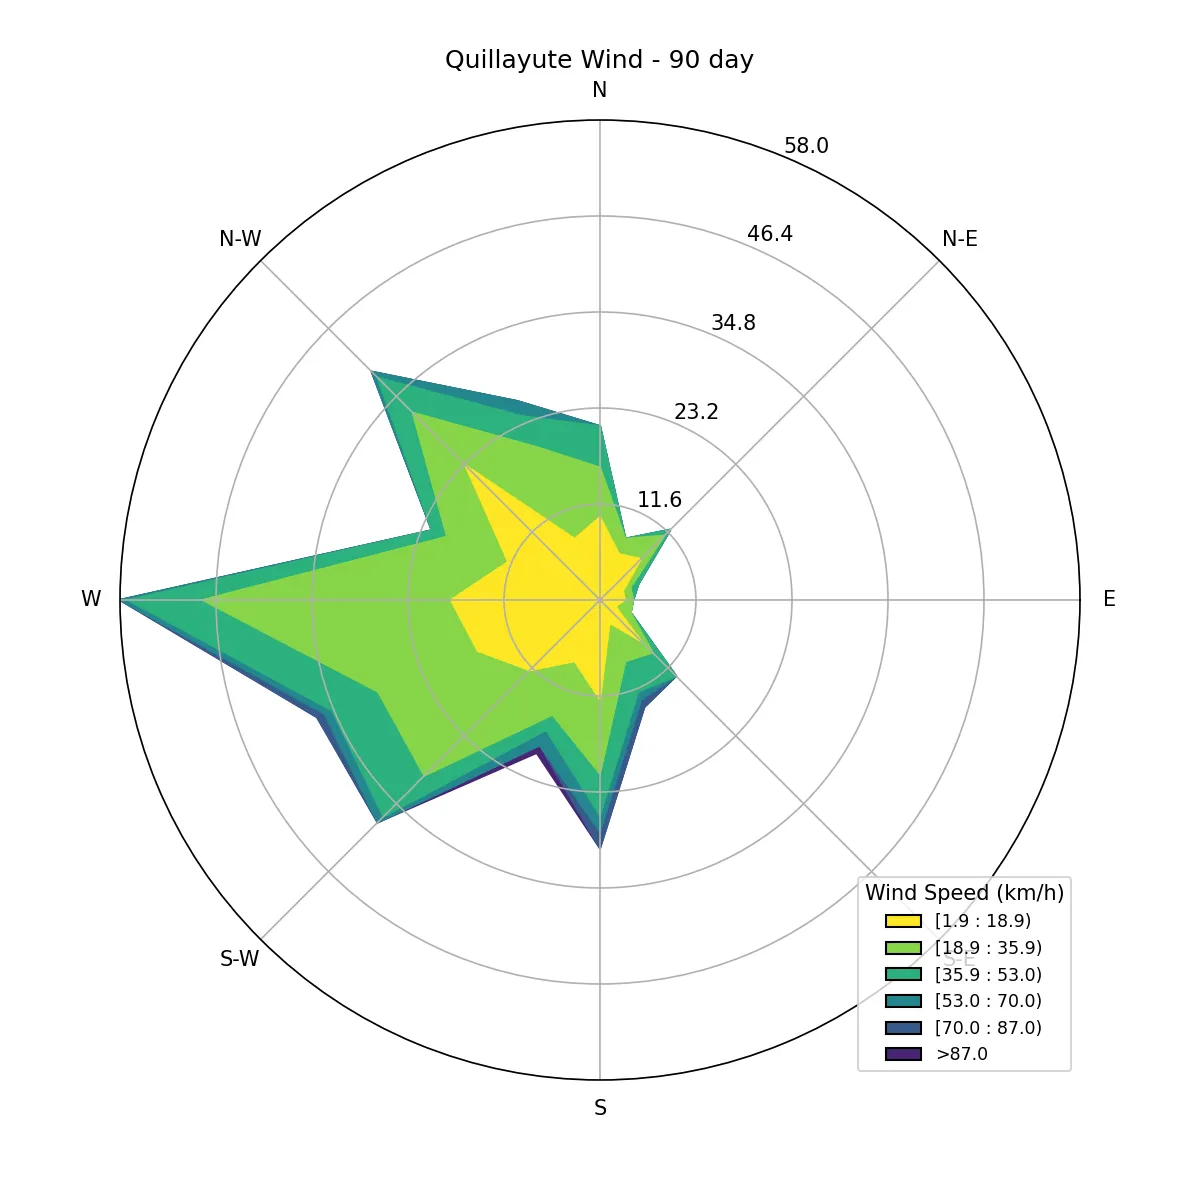 Quillayute Wind - 90 day
N
58.0
N-W
46.4
N-E
34.8
23.2
11.6
W
E
S-W
S-E
S
Wind Speed (km/h)
[1.9 : 18.9)
[18.9 : 35.9)
[35.9 : 53.0)
[53.0 : 70.0)
[70.0 : 87.0)
>87.0